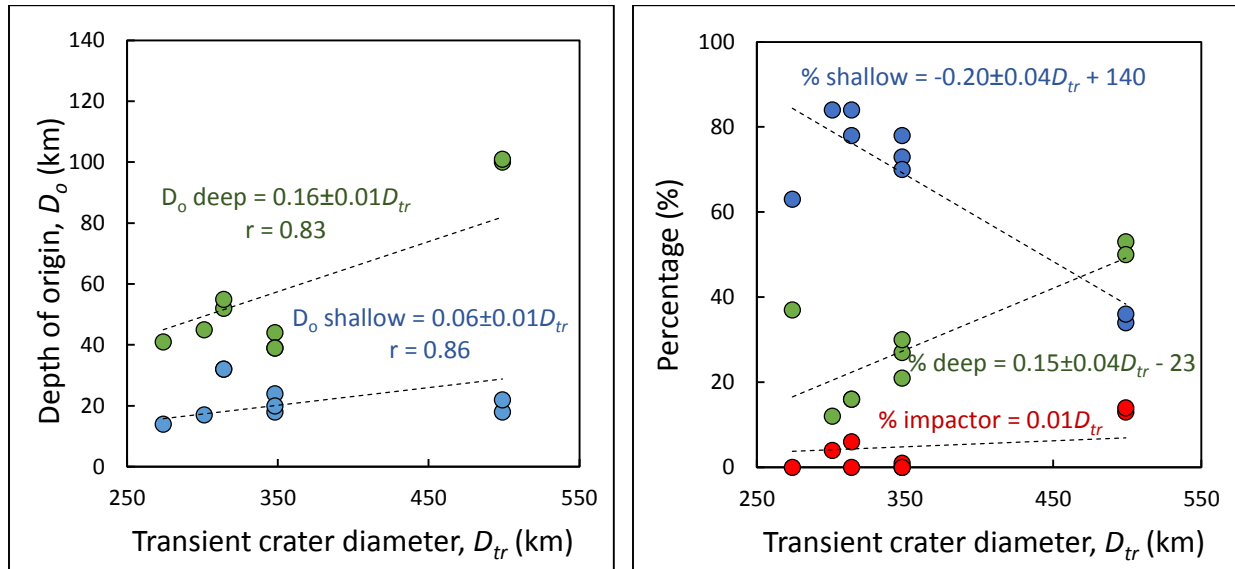 140
120
100
80
60
40
20
0
Depth of origin, Dₒ (km)
Dₒ deep = 0.16±0.01Dₜᵣ
r = 0.83
Dₒ shallow = 0.06±0.01Dₜᵣ
r = 0.86
250 350 450 550
Transient crater diameter, Dₜᵣ (km)
100
80
60
40
20
0
Percentage (%)
% shallow = -0.20±0.04Dₜᵣ + 140
% deep = 0.15±0.04Dₜᵣ - 23
% impactor = 0.01Dₜᵣ
250 350 450 550
Transient crater diameter, Dₜᵣ (km)